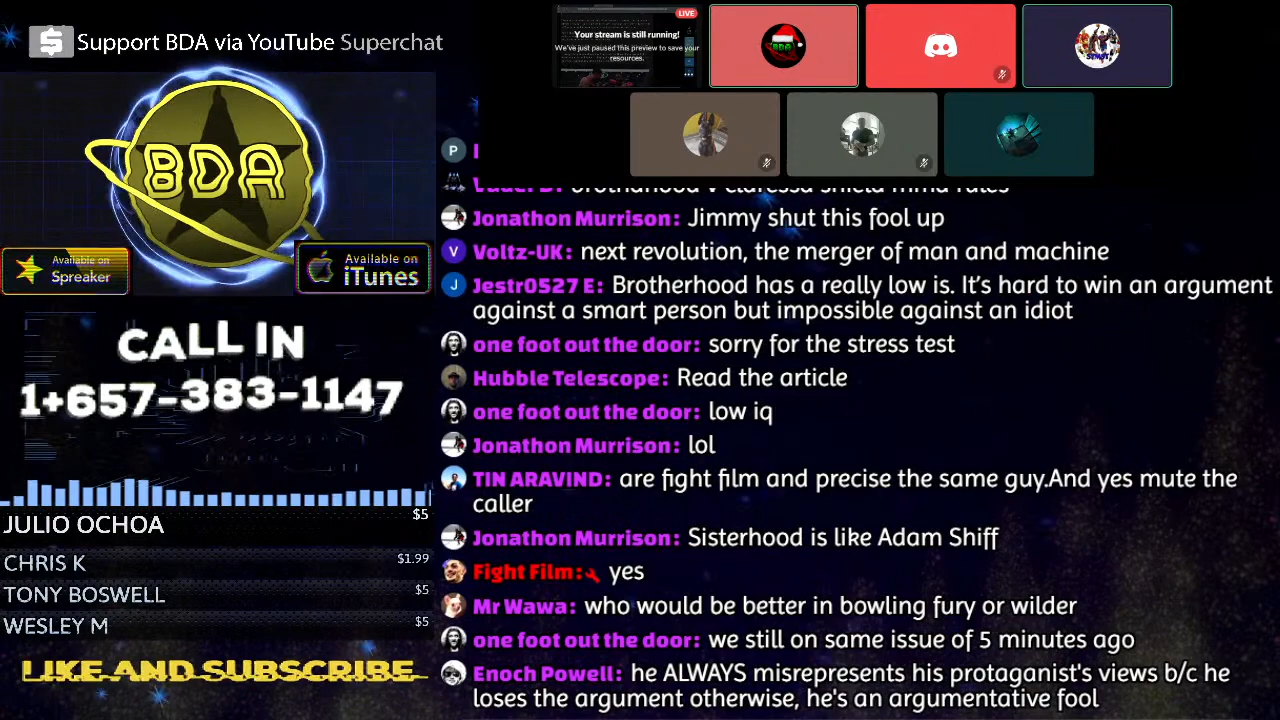 Support BDA via YouTube Superchat
LIVE
Your stream is still running!
We've just paused this preview to save your
resources.
BDA
BDA
Available on
Spreaker
Available on
iTunes
CALL IN
1+657-383-1147
JULIO OCHOA $5
CHRIS K $1.99
TONY BOSWELL $5
WESLEY M $5
LIKE AND SUBSCRIBE
P
Vader D: brothahood v claressa shield mma rules
Jonathon Murrison: Jimmy shut this fool up
V Voltz-UK: next revolution, the merger of man and machine
J Jestr0527 E: Brotherhood has a really low is. It's hard to win an argument
against a smart person but impossible against an idiot
one foot out the door: sorry for the stress test
Hubble Telescope: Read the article
one foot out the door: low iq
Jonathon Murrison: lol
TIN ARAVIND: are fight film and precise the same guy.And yes mute the
caller
Jonathon Murrison: Sisterhood is like Adam Shiff
Fight Film: yes
Mr Wawa: who would be better in bowling fury or wilder
one foot out the door: we still on same issue of 5 minutes ago
Enoch Powell: he ALWAYS misrepresents his protaganist's views b/c he
loses the argument otherwise, he's an argumentative fool